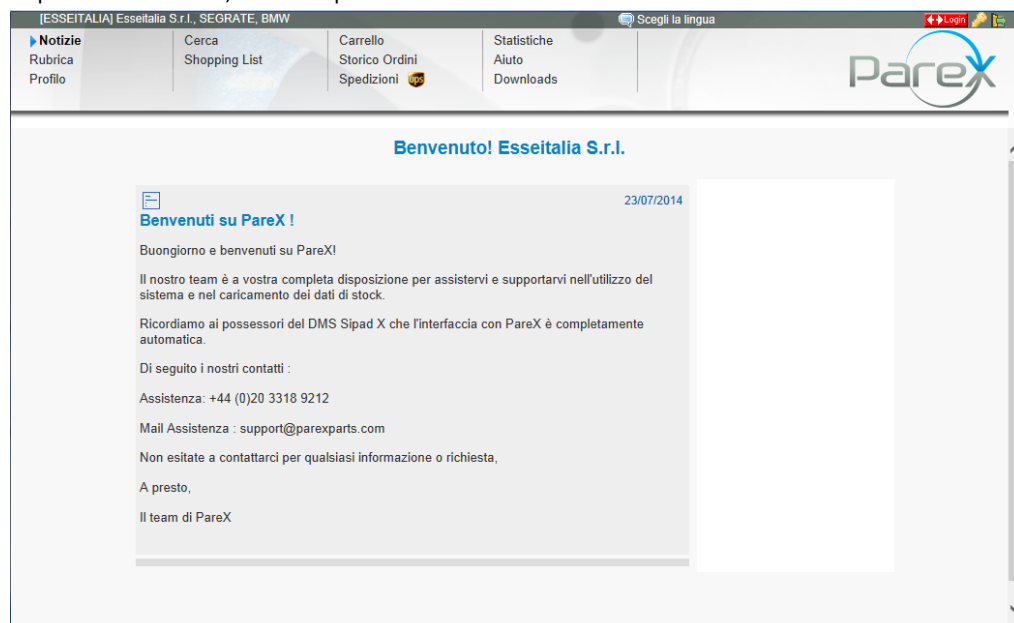 [ESSEITALIA] Esseitalia S.r.l., SEGRATE, BMW
Scegli la lingua
Login
Notizie
Cerca
Carrello
Statistiche
Rubrica
Shopping List
Storico Ordini
Aiuto
Profilo
Spedizioni ups
Downloads
PareX
Benvenuto! Esseitalia S.r.l.
23/07/2014
Benvenuti su PareX !
Buongiorno e benvenuti su PareX!
Il nostro team è a vostra completa disposizione per assistervi e supportarvi nell'utilizzo del
sistema e nel caricamento dei dati di stock.
Ricordiamo ai possessori del DMS Sipad X che l'interfaccia con PareX è completamente
automatica.
Di seguito i nostri contatti :
Assistenza: +44 (0)20 3318 9212
Mail Assistenza : support@parexparts.com
Non esitate a contattarci per qualsiasi informazione o richiesta,
A presto,
Il team di PareX